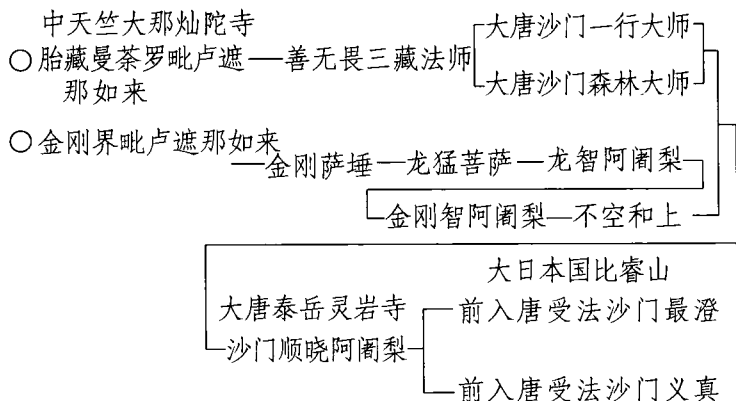 中天竺大那灿陀寺
○胎藏曼荼罗毗卢遮那如来
善无畏三藏法师
大唐沙门一行大师
大唐沙门森林大师
○金刚界毗卢遮那如来
金刚萨埵
龙猛菩萨
龙智阿阇梨
金刚智阿阇梨
不空和上
大唐泰岳灵岩寺
沙门顺晓阿阇梨
大日本国比睿山
前入唐受法沙门最澄
前入唐受法沙门义真